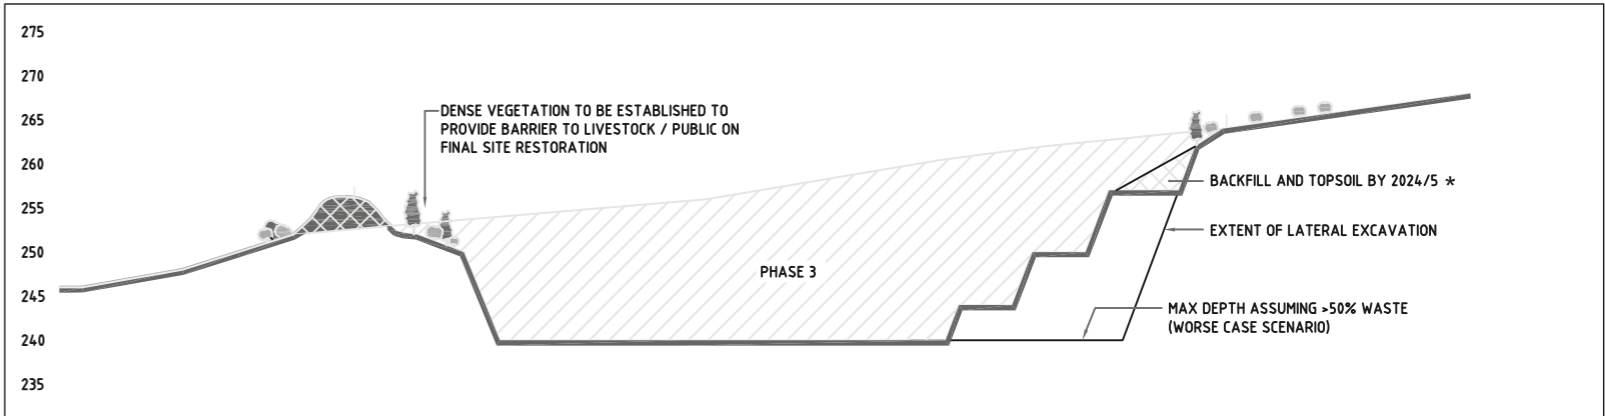 275
270
265
260
255
250
245
240
235
DENSE VEGETATION TO BE ESTABLISHED TO
PROVIDE BARRIER TO LIVESTOCK / PUBLIC ON
FINAL SITE RESTORATION
BACKFILL AND TOPSOIL BY 2024/5 *
EXTENT OF LATERAL EXCAVATION
PHASE 3
MAX DEPTH ASSUMING >50% WASTE
(WORSE CASE SCENARIO)